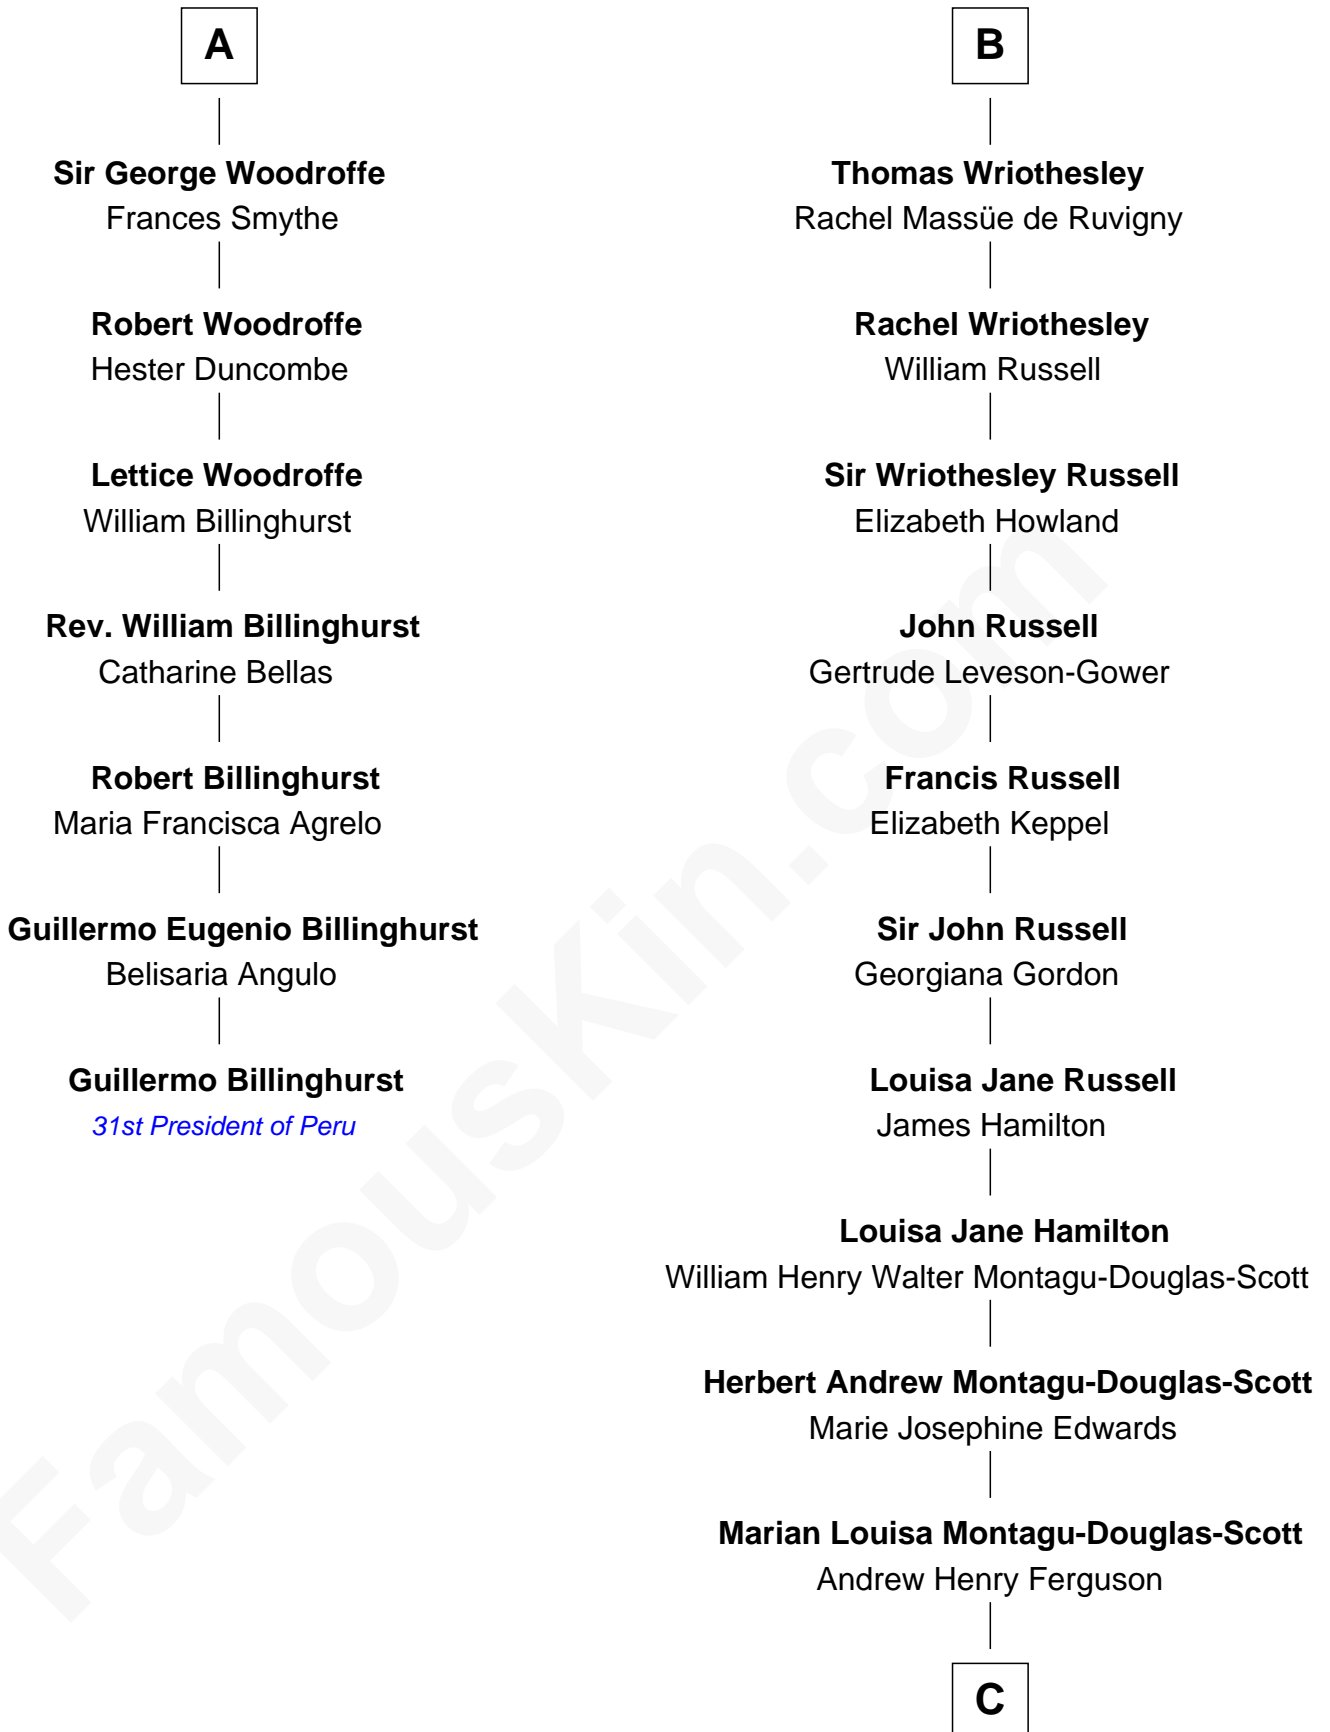 A
Sir George Woodroffe
Frances Smythe
Robert Woodroffe
Hester Duncombe
Lettice Woodroffe
William Billinghurst
Rev. William Billinghurst
Catharine Bellas
Robert Billinghurst
Maria Francisca Agrelo
Guillermo Eugenio Billinghurst
Belisaria Angulo
Guillermo Billinghurst
31st President of Peru
B
Thomas Wriothesley
Rachel Massüe de Ruvigny
Rachel Wriothesley
William Russell
Sir Wriothesley Russell
Elizabeth Howland
John Russell
Gertrude Leveson-Gower
Francis Russell
Elizabeth Keppel
Sir John Russell
Georgiana Gordon
Louisa Jane Russell
James Hamilton
Louisa Jane Hamilton
William Henry Walter Montagu-Douglas-Scott
Herbert Andrew Montagu-Douglas-Scott
Marie Josephine Edwards
Marian Louisa Montagu-Douglas-Scott
Andrew Henry Ferguson
C
FamousKin.com